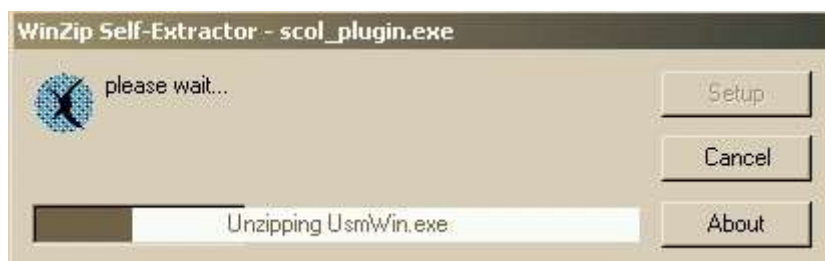 WinZip Self-Extractor - scol_plugin.exe
please wait...
Setup
Cancel
Unzipping UsmWin.exe
About